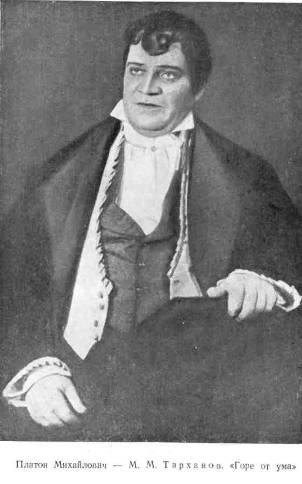 Платон Михайлович — М. М. Тарханов. «Горе от ума»